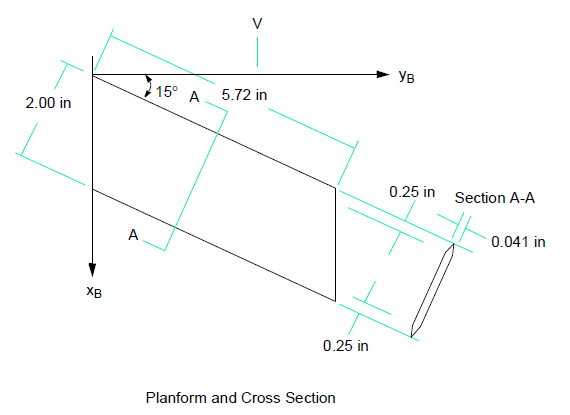 V
yB
2.00 in
15°
A
5.72 in
0.25 in
Section A-A
A
0.041 in
xB
0.25 in
Planform and Cross Section